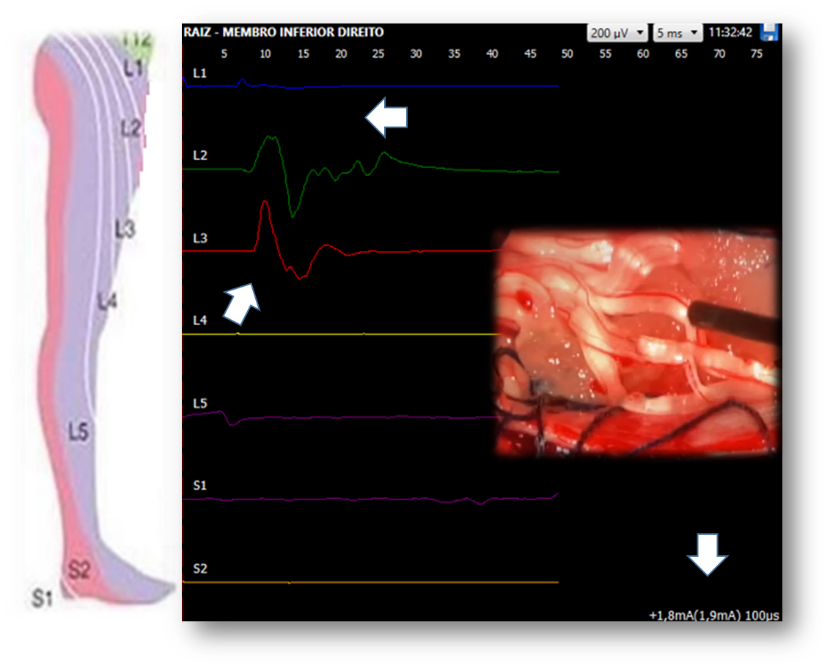 T12
L1
L2
L3
L4
L5
S2
S1
RAIZ - MEMBRO INFERIOR DIREITO
200 µV
5 ms
11:32:42
5 10 15 20 25 30 35 40 45 50 55 60 65 70 75
L1
L2
L3
L4
L5
S1
S2
+1,8mA(1,9mA) 100µs